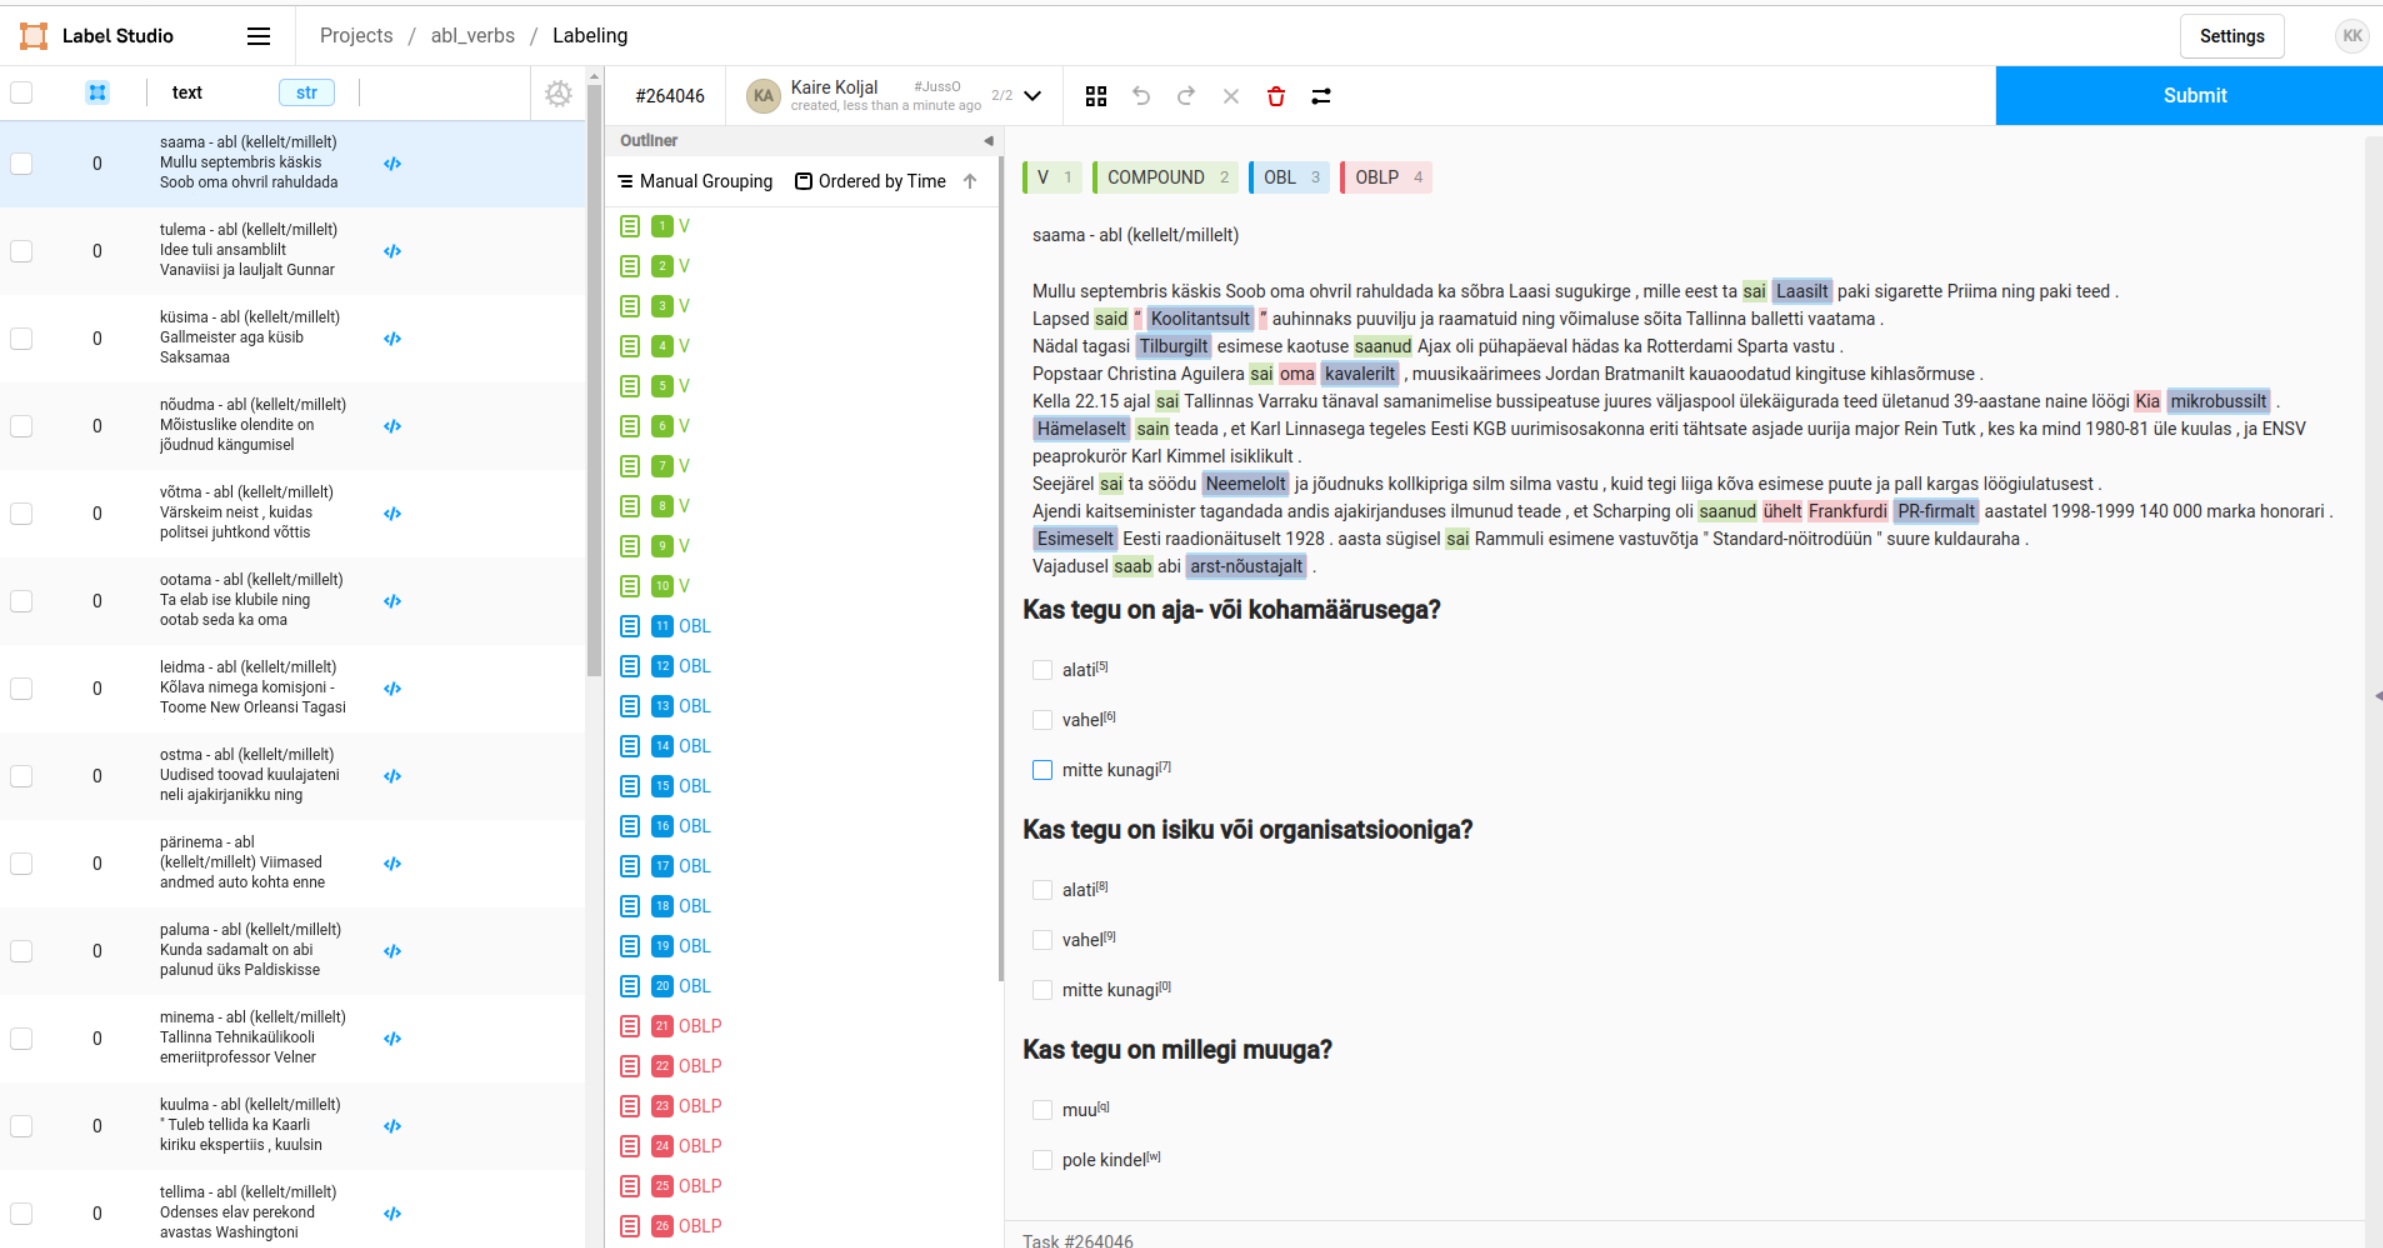 Label Studio
Projects / abl_verbs / Labeling
Settings
KK
text str
#264046
KA
Kaire Koljal #JussO
created, less than a minute ago
2/2
Submit
0
saama - abl (kellelt/millelt)
Mullu septembris käskis
Soob oma ohvril rahuldada
0
tulema - abl (kellelt/millelt)
Idee tuli ansamblilt
Vanaviisi ja lauljalt Gunnar
0
küsima - abl (kellelt/millelt)
Gallmeister aga küsib
Saksamaa
0
nõudma - abl (kellelt/millelt)
Mõistuslike olendite on
jõudnud kängumisel
0
võtma - abl (kellelt/millelt)
Värskeim neist , kuidas
politsei juhtkond võttis
0
ootama - abl (kellelt/millelt)
Ta elab ise klubile ning
ootab seda ka oma
0
leidma - abl (kellelt/millelt)
Kõlava nimega komisjoni -
Toome New Orleansi Tagasi
0
ostma - abl (kellelt/millelt)
Uudised toovad kuulajateni
neli ajakirjanikku ning
0
pärinema - abl
(kellelt/millelt) Viimased
andmed auto kohta enne
0
paluma - abl (kellelt/millelt)
Kunda sadamalt on abi
palunud üks Paldiskisse
0
minema - abl (kellelt/millelt)
Tallinna Tehnikaülikooli
emeriitprofessor Velner
0
kuulma - abl (kellelt/millelt)
" Tuleb tellida ka Kaarli
kiriku ekspertiis , kuulsin
0
tellima - abl (kellelt/millelt)
Odenses elav perekond
avastas Washingtoni
Outliner
Manual Grouping Ordered by Time
1 V
2 V
3 V
4 V
5 V
6 V
7 V
8 V
9 V
10 V
11 OBL
12 OBL
13 OBL
14 OBL
15 OBL
16 OBL
17 OBL
18 OBL
19 OBL
20 OBL
21 OBLP
22 OBLP
23 OBLP
24 OBLP
25 OBLP
26 OBLP
V 1 COMPOUND 2 OBL 3 OBLP 4
saama - abl (kellelt/millelt)
Mullu septembris käskis Soob oma ohvril rahuldada ka sõbra Laasi sugukirge , mille eest ta sai Laasilt paki sigarette Priima ning paki teed .
Lapsed said " Koolitantsult " auhinnaks puuvilju ja raamatuid ning võimaluse sõita Tallinna balletti vaatama .
Nädal tagasi Tilburgilt esimese kaotuse saanud Ajax oli pühapäeval hädas ka Rotterdami Sparta vastu .
Popstaar Christina Aguilera sai oma kavalerilt , muusikaärimees Jordan Bratmanilt kauaoodatud kingituse kihlasõrmuse .
Kella 22.15 ajal sai Tallinnas Varraku tänaval samanimelise bussipeatuse juures väljaspool ülekäigurada teed ületanud 39-aastane naine löögi Kia mikrobussilt .
Hämelaselt sain teada , et Karl Linnasega tegeles Eesti KGB uurimisosakonna eriti tähtsate asjade uurija major Rein Tutk , kes ka mind 1980-81 üle kuulas , ja ENSV
peaprokurör Karl Kimmel isiklikult .
Seejärel sai ta söödu Neemelolt ja jõudnuks kollkipriga silm silma vastu , kuid tegi liiga kõva esimese puute ja pall kargas löögiulatusest .
Ajendi kaitseminister tagandada andis ajakirjanduses ilmunud teade , et Scharping oli saanud ühelt Frankfurdi PR-firmalt aastatel 1998-1999 140 000 marka honorari .
Esimeselt Eesti raadionäituselt 1928 . aasta sügisel sai Rammuli esimene vastuvõtja " Standard-nöitrodüün " suure kuldauraha .
Vajadusel saab abi arst-nõustajalt .
Kas tegu on aja- või kohamäärusega?
alati[5]
vahel[6]
mitte kunagi[7]
Kas tegu on isiku või organisatsiooniga?
alati[8]
vahel[9]
mitte kunagi[0]
Kas tegu on millegi muuga?
muu[q]
pole kindel[w]
Task #264046